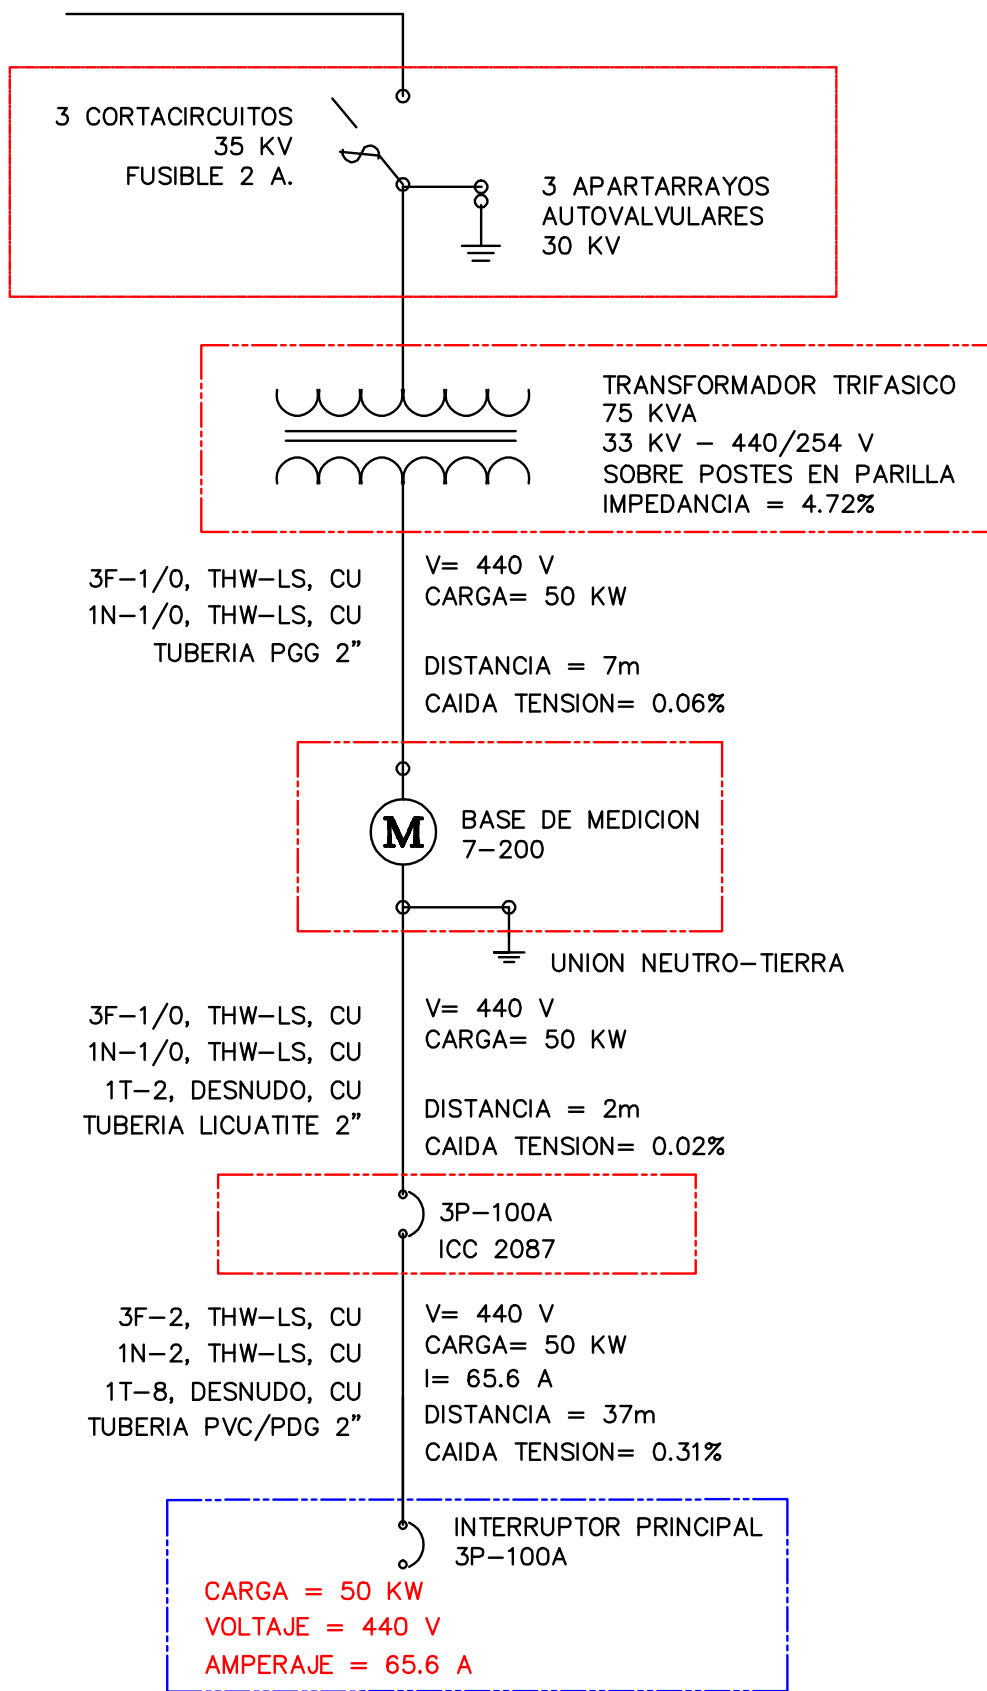 3 CORTACIRCUITOS
35 KV
FUSIBLE 2 A.
3 APARTARRAYOS
AUTOVALVULARES
30 KV
TRANSFORMADOR TRIFASICO
75 KVA
33 KV – 440/254 V
SOBRE POSTES EN PARILLA
IMPEDANCIA = 4.72%
3F–1/0, THW–LS, CU
1N–1/0, THW–LS, CU
TUBERIA PGG 2"
V= 440 V
CARGA= 50 KW
DISTANCIA = 7m
CAIDA TENSION= 0.06%
M
BASE DE MEDICION
7–200
UNION NEUTRO–TIERRA
3F–1/0, THW–LS, CU
1N–1/0, THW–LS, CU
1T–2, DESNUDO, CU
TUBERIA LICUATITE 2"
V= 440 V
CARGA= 50 KW
DISTANCIA = 2m
CAIDA TENSION= 0.02%
3P–100A
ICC 2087
3F–2, THW–LS, CU
1N–2, THW–LS, CU
1T–8, DESNUDO, CU
TUBERIA PVC/PDG 2"
V= 440 V
CARGA= 50 KW
I= 65.6 A
DISTANCIA = 37m
CAIDA TENSION= 0.31%
INTERRUPTOR PRINCIPAL
3P–100A
CARGA = 50 KW
VOLTAJE = 440 V
AMPERAJE = 65.6 A